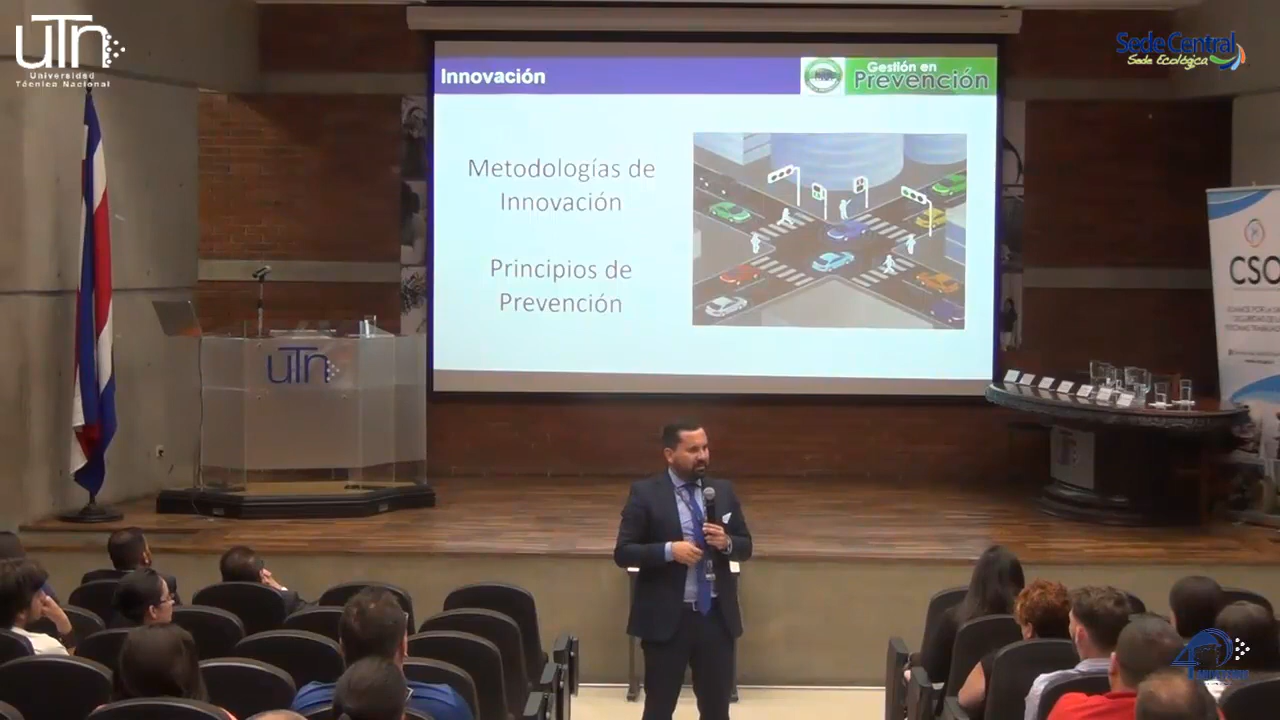 UTN
Universidad
Técnica Nacional
Sede Central
Sede Ecológica
Innovación
Gestión en
Prevención
Metodologías de
Innovación
Principios de
Prevención
UTN
CSO